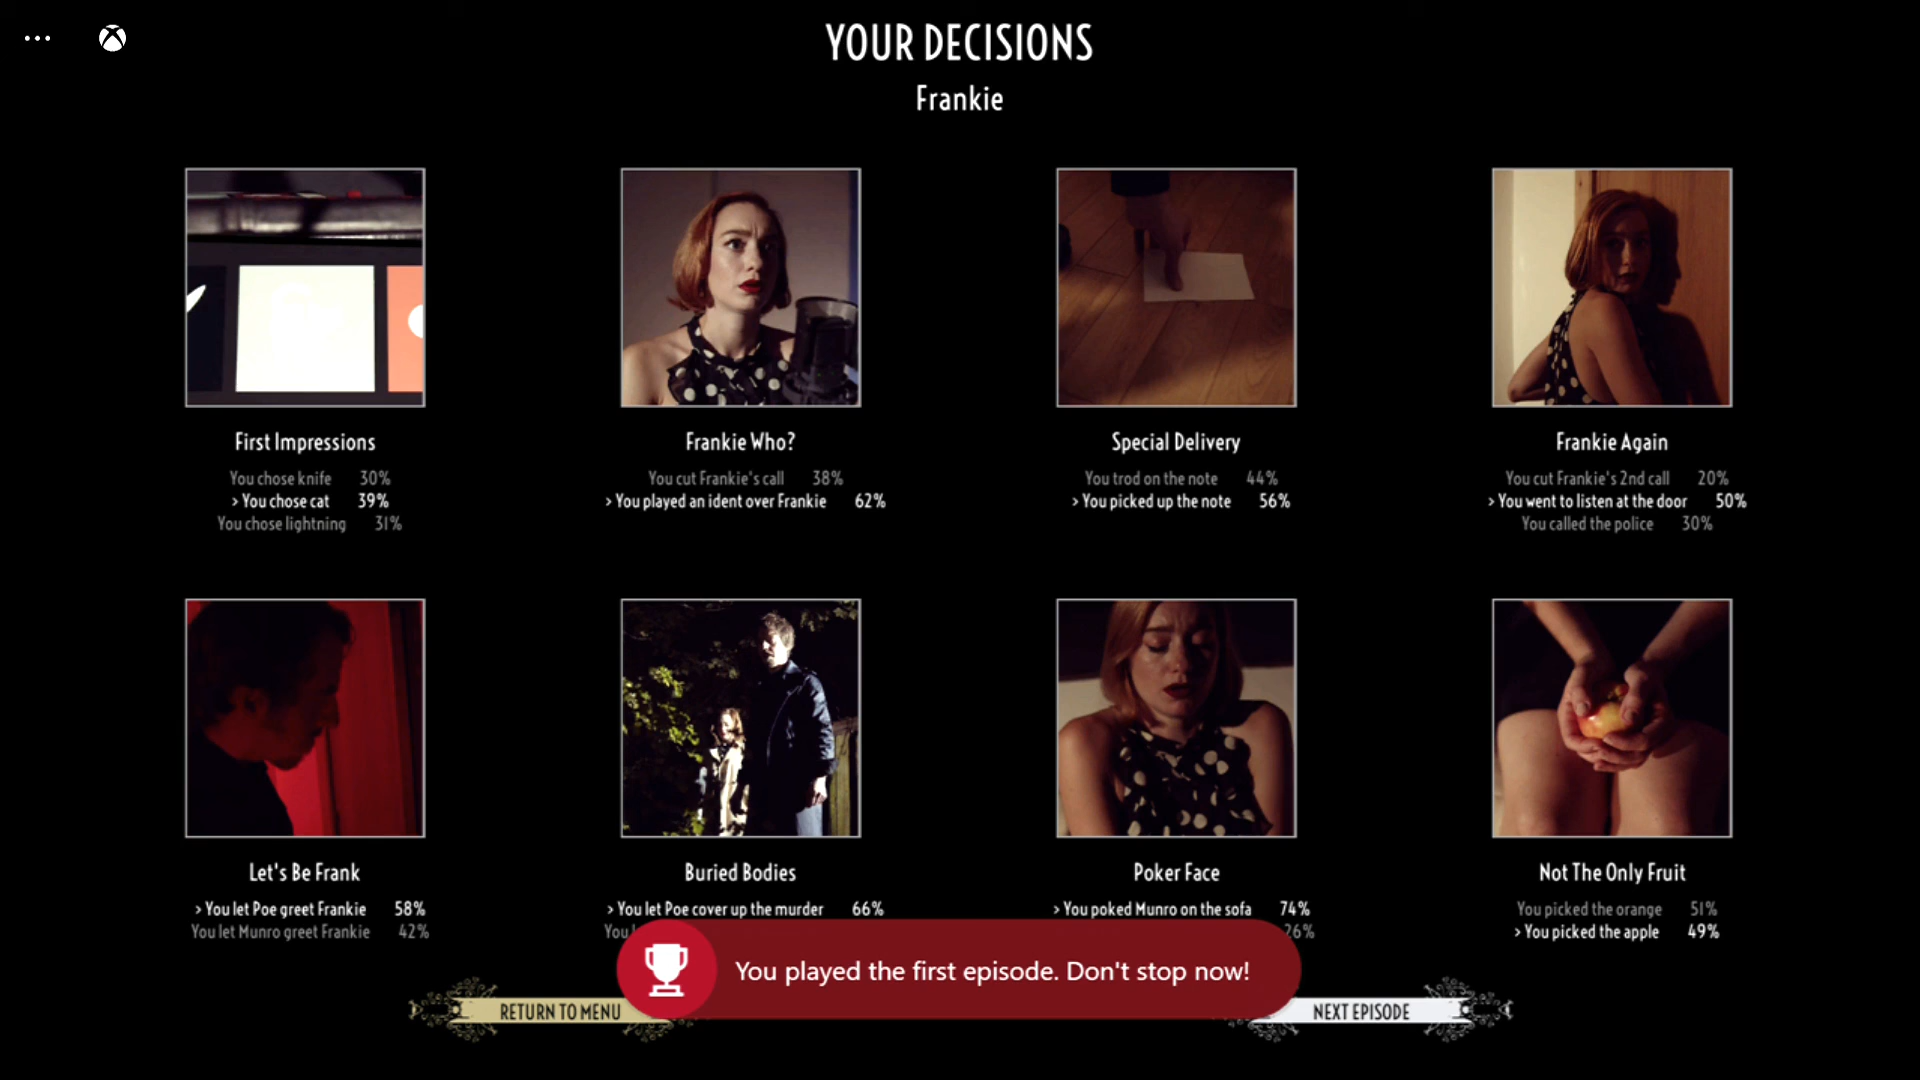 YOUR DECISIONS
Frankie
First Impressions
You chose knife 30%
> You chose cat 39%
You chose lightning 31%
Frankie Who?
You cut Frankie's call 38%
> You played an ident over Frankie 62%
Special Delivery
You trod on the note 44%
> You picked up the note 56%
Frankie Again
You cut Frankie's 2nd call 20%
> You went to listen at the door 50%
You called the police 30%
Let's Be Frank
> You let Poe greet Frankie 58%
You let Munro greet Frankie 42%
Buried Bodies
> You let Poe cover up the murder 66%
You
Poker Face
> You poked Munro on the sofa 74%
26%
Not The Only Fruit
You picked the orange 51%
> You picked the apple 49%
You played the first episode. Don't stop now!
RETURN TO MENU
NEXT EPISODE